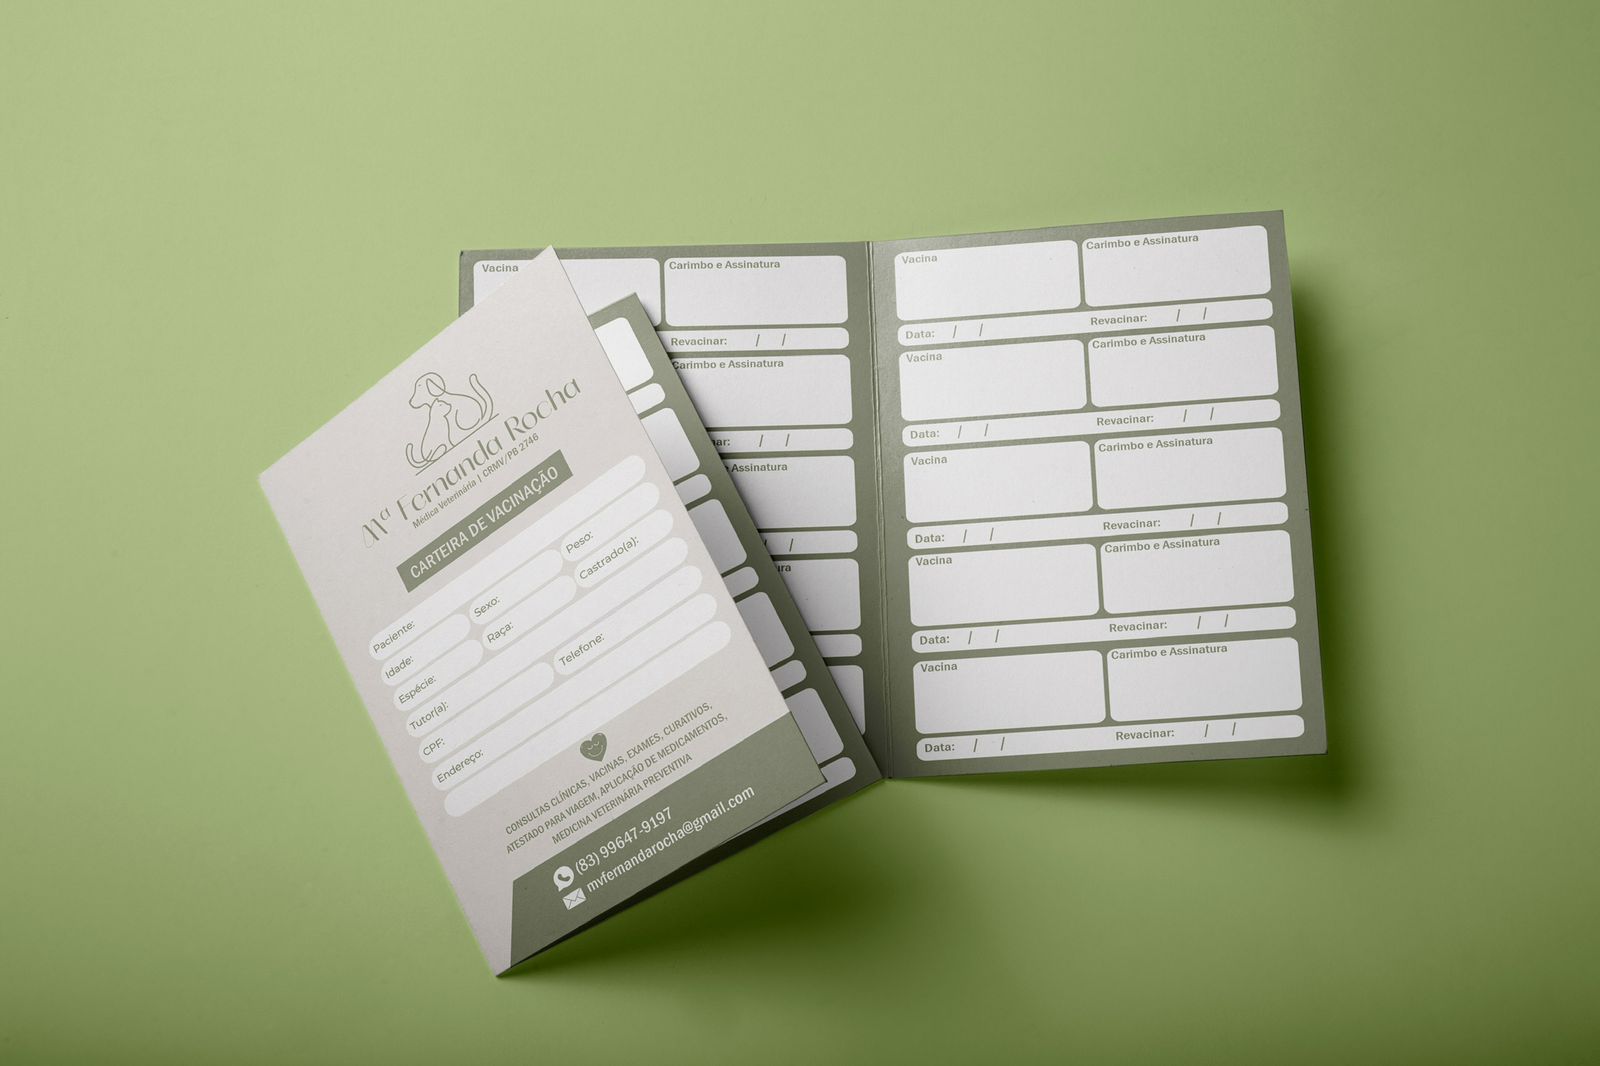 Mª Fernanda Rocha
Médica Veterinária | CRMV/PB 2746
CARTEIRA DE VACINAÇÃO
Paciente:
Idade: Sexo: Peso:
Espécie: Raça: Castrado(a):
Tutor(a):
CPF: Telefone:
Endereço:
CONSULTAS CLÍNICAS, VACINAS, EXAMES, CURATIVOS,
ATESTADO PARA VIAGEM, APLICAÇÃO DE MEDICAMENTOS,
MEDICINA VETERINÁRIA PREVENTIVA
(83) 99647-9197
mvfernandarocha@gmail.com
Vacina Carimbo e Assinatura
Revacinar: / /
Carimbo e Assinatura
ar: / /
e Assinatura
/ /
ura
Vacina Carimbo e Assinatura
Data: / / Revacinar: / /
Vacina Carimbo e Assinatura
Data: / / Revacinar: / /
Vacina Carimbo e Assinatura
Data: / / Revacinar: / /
Vacina Carimbo e Assinatura
Data: / / Revacinar: / /
Vacina Carimbo e Assinatura
Data: / / Revacinar: / /